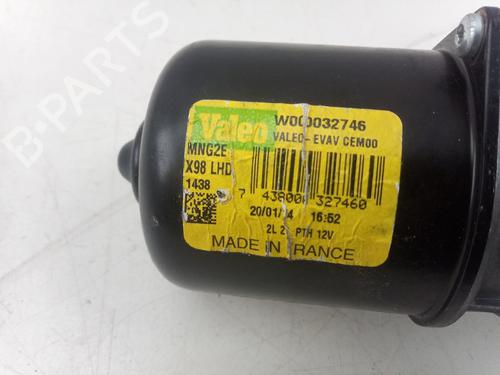 Valeo
W000032746
VALEO- EVAV CEM00
MNG2E
X98 LHD
1438
7 43800 327460
20/01/14 16:52
2L 2 PTH 12V
MADE IN FRANCE
B-PARTS